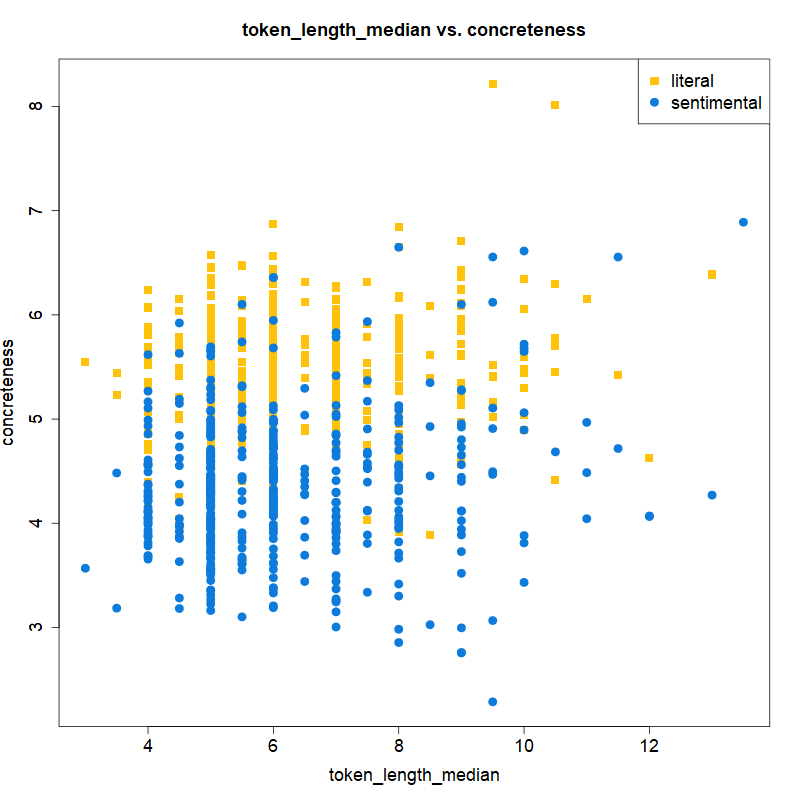 token_length_median vs. concreteness
literal
sentimental
concreteness
8
7
6
5
4
3
4 6 8 10 12
token_length_median